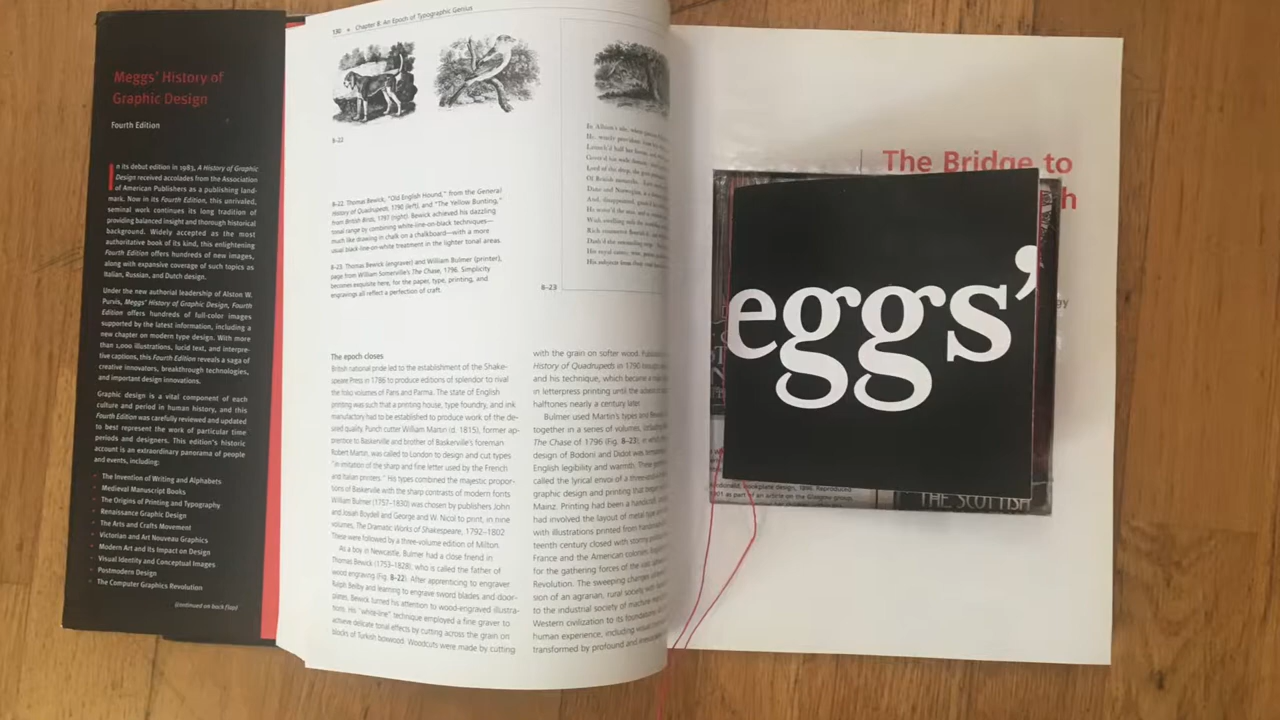 Meggs' History of
Graphic Design
Fourth Edition
In its debut edition in 1983, A History of Graphic
Design received accolades from the Association
of American Publishers as a publishing land-
mark. Now in its Fourth Edition, this unrivaled,
seminal work continues its long tradition of
providing balanced insight and thorough historical
background. Widely accepted as the most
authoritative book of its kind, this enlightening
Fourth Edition offers hundreds of new images,
along with expansive coverage of such topics as
Italian, Russian, and Dutch design.
Under the new authorial leadership of Alston W.
Purvis, Meggs' History of Graphic Design, Fourth
Edition offers hundreds of full-color images
supported by the latest information, including a
new chapter on modern type design. With more
than 1,000 illustrations, lucid text, and interpre-
tive captions, this Fourth Edition reveals a saga of
creative innovators, breakthrough technologies,
and important design innovations.
Graphic design is a vital component of each
culture and period in human history, and this
Fourth Edition was carefully reviewed and updated
to best represent the work of particular time
periods and designers. This edition's historic
account is an extraordinary panorama of people
and events, including:
• The Invention of Writing and Alphabets
• Medieval Manuscript Books
• The Origins of Printing and Typography
• Renaissance Graphic Design
• The Arts and Crafts Movement
• Victorian and Art Nouveau Graphics
• Modern Art and its Impact on Design
• Visual Identity and Conceptual Images
• Postmodern Design
• The Computer Graphics Revolution
(continued on back flap)
130 • Chapter 8: An Epoch of Typographic Genius
8-22
8-22 Thomas Bewick, "Old English Hound," from the General
History of Quadrupeds, 1790 (left), and "The Yellow Bunting,"
from British Birds, 1797 (right). Bewick achieved his dazzling
tonal range by combining white-line-on-black techniques—
much like drawing in chalk on a chalkboard—with a more
usual black-line-on-white treatment in the lighter tonal areas.
8-23 Thomas Bewick (engraver) and William Bulmer (printer),
page from William Somerville's The Chase, 1796. Simplicity
becomes exquisite here, for the paper, type, printing, and
engravings all reflect a perfection of craft.
8-23
The epoch closes
British national pride led to the establishment of the Shake-
speare Press in 1786 to produce editions of splendor to rival
the folio volumes of Paris and Parma. The state of English
printing was such that a printing house, type foundry, and ink
manufactory had to be established to produce work of the de-
sired quality. Punch cutter William Martin (d. 1815), former ap-
prentice to Baskerville and brother of Baskerville's foreman
Robert Martin, was called to London to design and cut types
"in imitation of the sharp and fine letter used by the French
and Italian printers." His types combined the majestic propor-
tions of Baskerville with the sharp contrasts of modern fonts
William Bulmer (1757–1830) was chosen by publishers John
and Josiah Boydell and George and W. Nicol to print, in nine
volumes, The Dramatic Works of Shakespeare, 1792–1802
These were followed by a three-volume edition of Milton.
As a boy in Newcastle, Bulmer had a close friend in
Thomas Bewick (1753–1828), who is called the father of
wood engraving (Fig. 8-22). After apprenticing to engraver
Ralph Beilby and learning to engrave sword blades and door-
plates, Bewick turned his attention to wood-engraved illustra-
tions. His "white-line" technique employed a fine graver to
achieve delicate tonal effects by cutting across the grain on
blocks of Turkish boxwood. Woodcuts were made by cutting
with the grain on softer wood.
History of Quadrupeds in 1790
and his technique, which became a
in letterpress printing until the
halftones nearly a century later.
Bulmer used Martin's types and
together in a series of volumes,
The Chase of 1796 (Fig. 8-23), in
design of Bodoni and Didot was
English legibility and warmth. These
called the lyrical envoi of a three
graphic design and printing that
Mainz. Printing had been a
had involved the layout of metal type
with illustrations printed from
teenth century closed with
France and the American colonies,
for the gathering forces of the
Revolution. The sweeping changes
sion of an agrarian, rural society
to the industrial society of
Western civilization to its
human experience, including
transformed by profound and
The Bridge to
h
eggs'
THE SCOTTISH